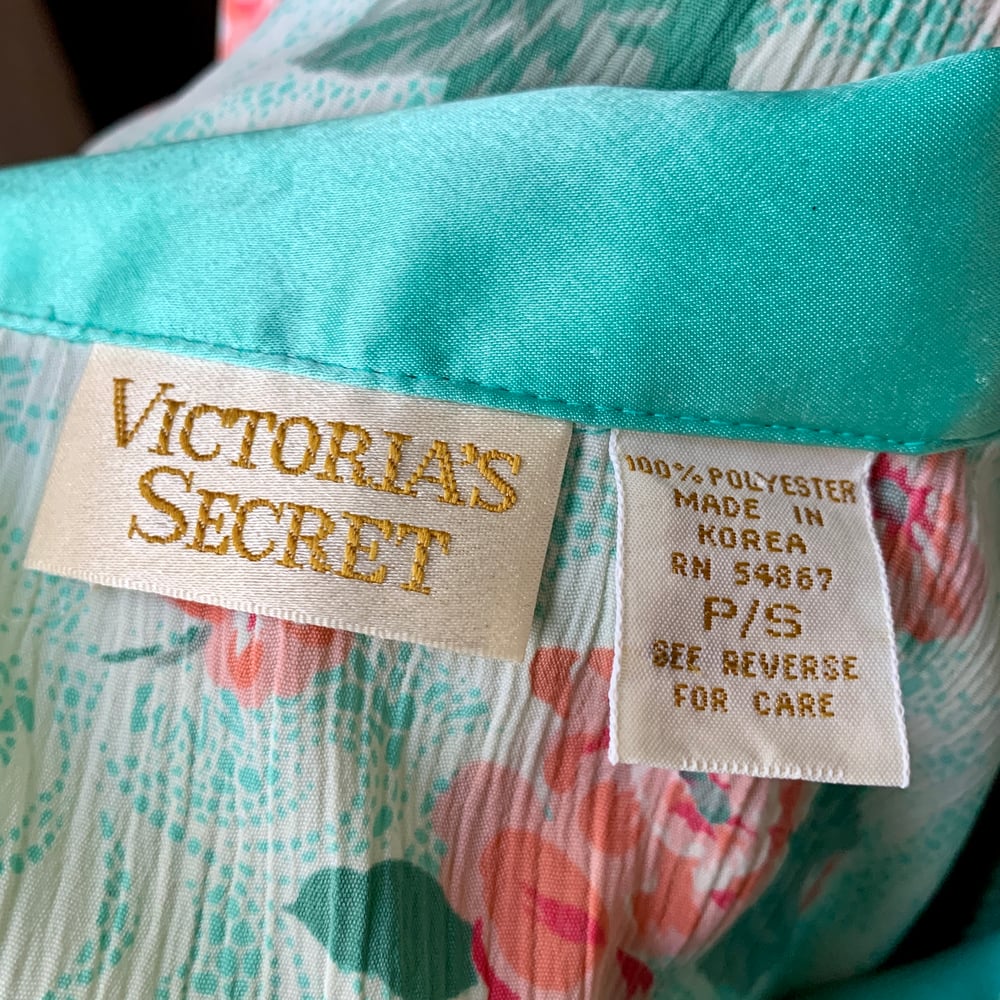 VICTORIA'S
SECRET
100% POLYESTER
MADE IN
KOREA
RN 54867
P/S
SEE REVERSE
FOR CARE